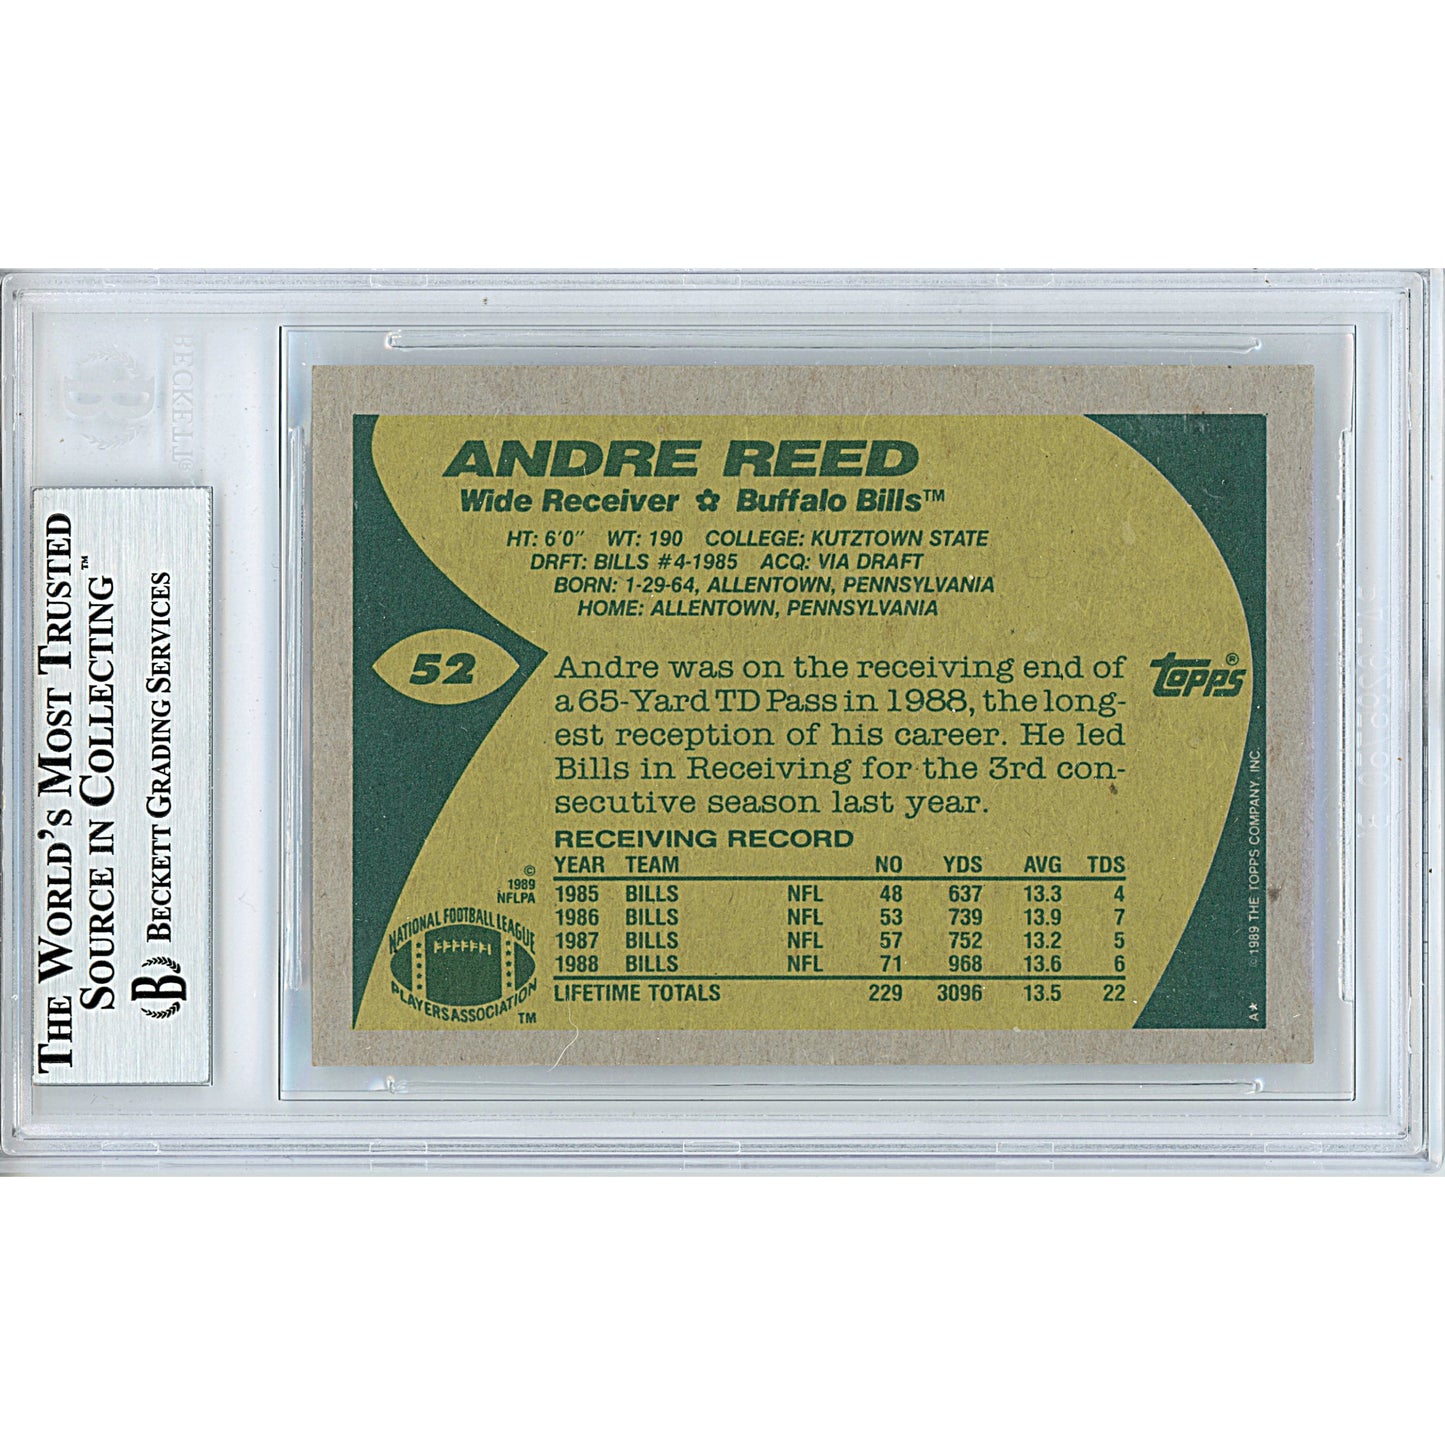 BECKETT
B
THE WORLD'S MOST TRUSTED
SOURCE IN COLLECTING™
B BECKETT GRADING SERVICES
ANDRE REED
Wide Receiver ✿ Buffalo Bills™
HT: 6'0" WT: 190 COLLEGE: KUTZTOWN STATE
DRFT: BILLS #4-1985 ACQ: VIA DRAFT
BORN: 1-29-64, ALLENTOWN, PENNSYLVANIA
HOME: ALLENTOWN, PENNSYLVANIA
52
Andre was on the receiving end of
a 65-Yard TD Pass in 1988, the long-
est reception of his career. He led
Bills in Receiving for the 3rd con-
secutive season last year.
topps®
RECEIVING RECORD
YEAR TEAM NO YDS AVG TDS
1985 BILLS NFL 48 637 13.3 4
1986 BILLS NFL 53 739 13.9 7
1987 BILLS NFL 57 752 13.2 5
1988 BILLS NFL 71 968 13.6 6
LIFETIME TOTALS 229 3096 13.5 22
©
1989
NFLPA
NATIONAL FOOTBALL LEAGUE
PLAYERS ASSOCIATION
TM
A* ©1989 THE TOPPS COMPANY, INC.